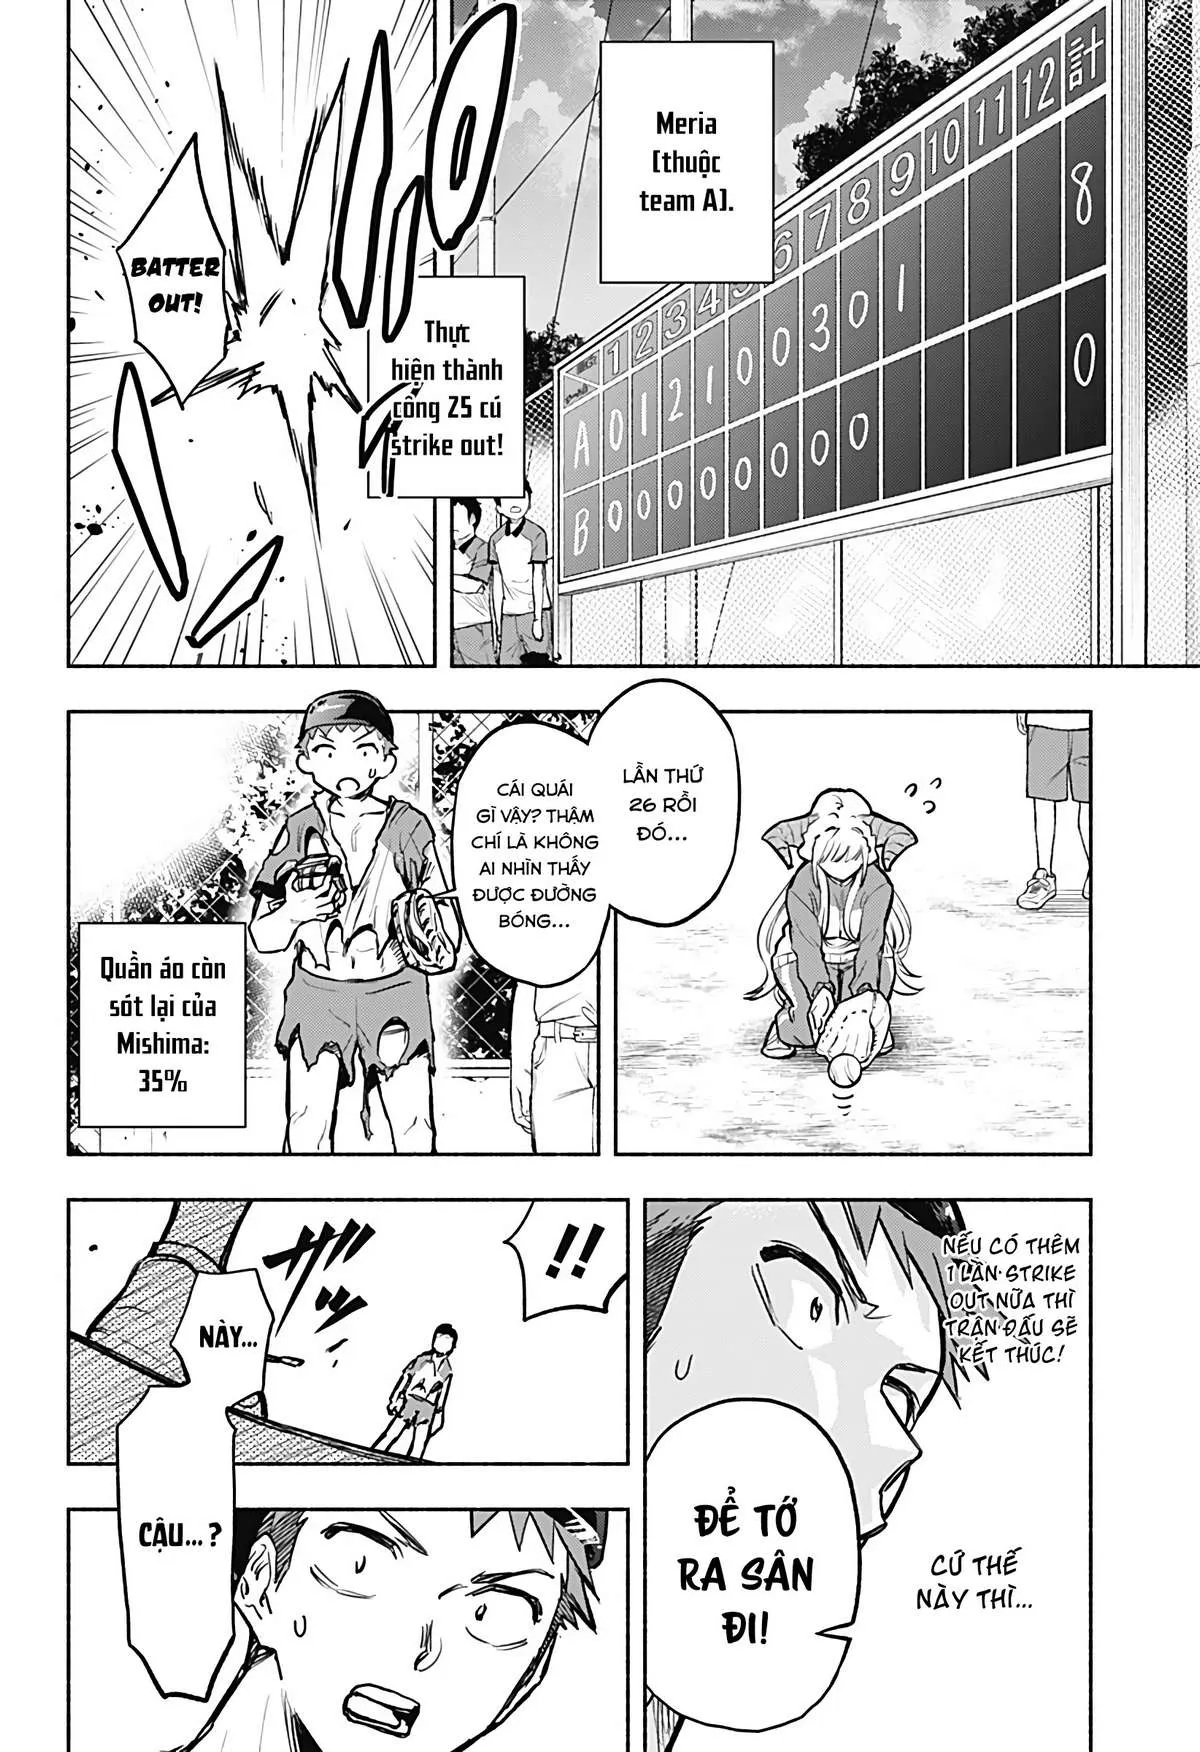 Meria
[thuộc
team A].
1 2 3 4 5 6 7 8 9 10 11 12 計
A 0 1 2 1 0 0 3 0 1 8
B 0 0 0 0 0 0 0 0 0
Thực
hiện thành
công 25 cú
strike out!
BATTER
OUT!
LẦN THỨ
26 RỒI
ĐÓ...
CÁI QUÁI
GÌ VẬY? THẬM
CHÍ LÀ KHÔNG
AI NHÌN THẤY
ĐƯỢC ĐƯỜNG
BÓNG...
Quần áo còn
sót lại của
Mishima:
35%
NẾU CÓ THÊM
1 LẦN STRIKE
OUT NỮA THÌ
TRẬN ĐẤU SẼ
KẾT THÚC!
CỨ THẾ
NÀY THÌ...
ĐỂ TỚ
RA SÂN
ĐI!
!!
NÀY...
CẬU... ?